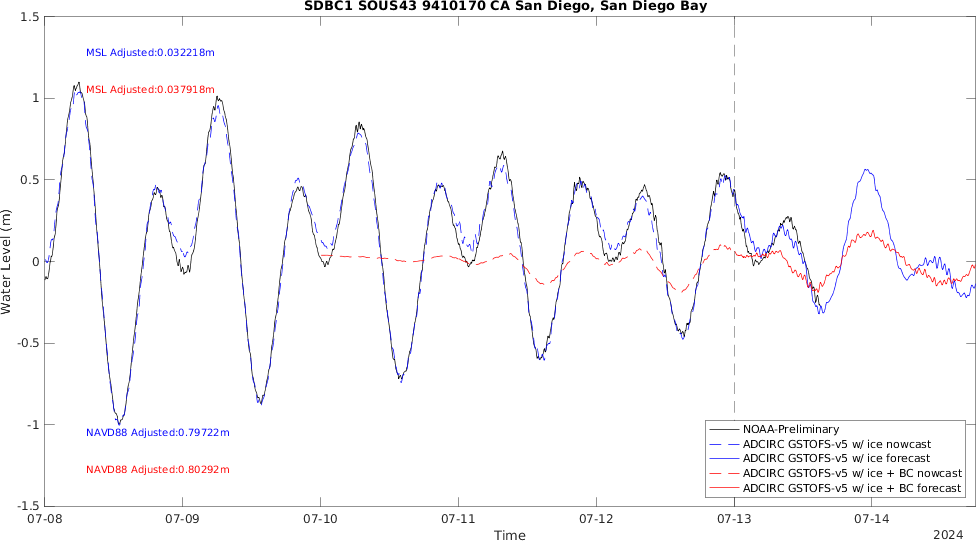 SDBC1 SOUS43 9410170 CA San Diego, San Diego Bay
1.5
MSL Adjusted:0.032218m
1
MSL Adjusted:0.037918m
0.5
0
Water Level (m)
-0.5
-1
NAVD88 Adjusted:0.79722m
NAVD88 Adjusted:0.80292m
-1.5
NOAA-Preliminary
ADCIRC GSTOFS-v5 w/ ice nowcast
ADCIRC GSTOFS-v5 w/ ice forecast
ADCIRC GSTOFS-v5 w/ ice + BC nowcast
ADCIRC GSTOFS-v5 w/ ice + BC forecast
07-08 07-09 07-10 07-11 07-12 07-13 07-14
Time
2024